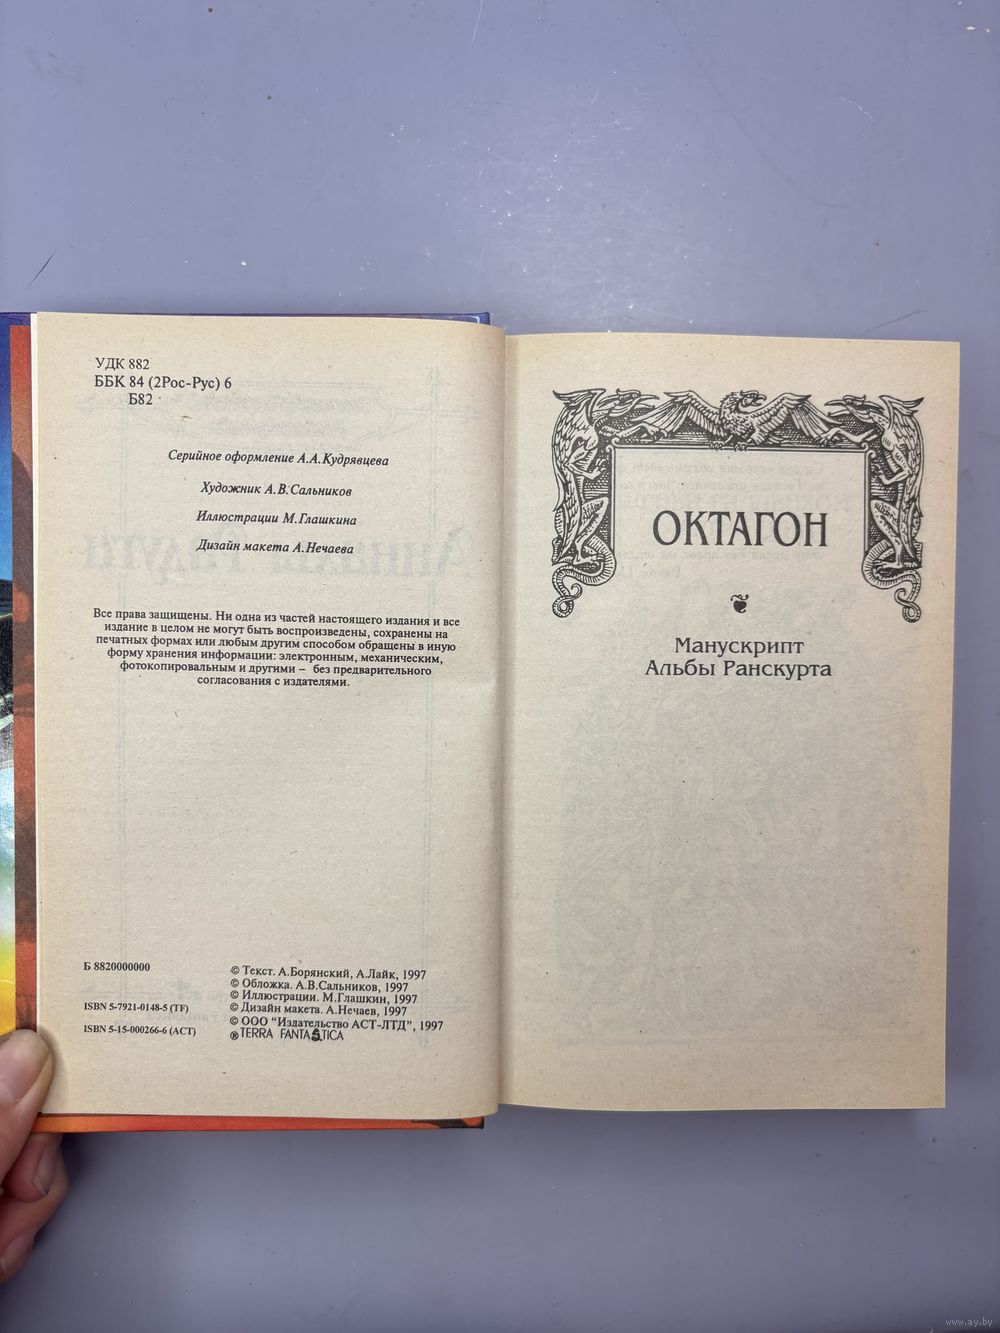 УДК 882
ББК 84 (2Рос-Рус) 6
Б82
Серийное оформление А.А.Кудрявцева
Художник А.В.Сальников
Иллюстрации М.Глашкина
Дизайн макета А.Нечаева
Все права защищены. Ни одна из частей настоящего издания и все
издание в целом не могут быть воспроизведены, сохранены на
печатных формах или любым другим способом обращены в иную
форму хранения информации: электронным, механическим,
фотокопировальным и другими – без предварительного
согласования с издателями.
Б 8820000000
ISBN 5-7921-0148-5 (TF)
ISBN 5-15-000266-6 (АСТ)
© Текст. А.Борянский, А.Лайк, 1997
© Обложка. А.В.Сальников, 1997
© Иллюстрации. М.Глашкин, 1997
© Дизайн макета. А.Нечаев, 1997
© ООО “Издательство АСТ-ЛТД”, 1997
® TERRA FANTASTICA
ОКТАГОН
Манускрипт
Альбы Ранскурта
www.ay.by